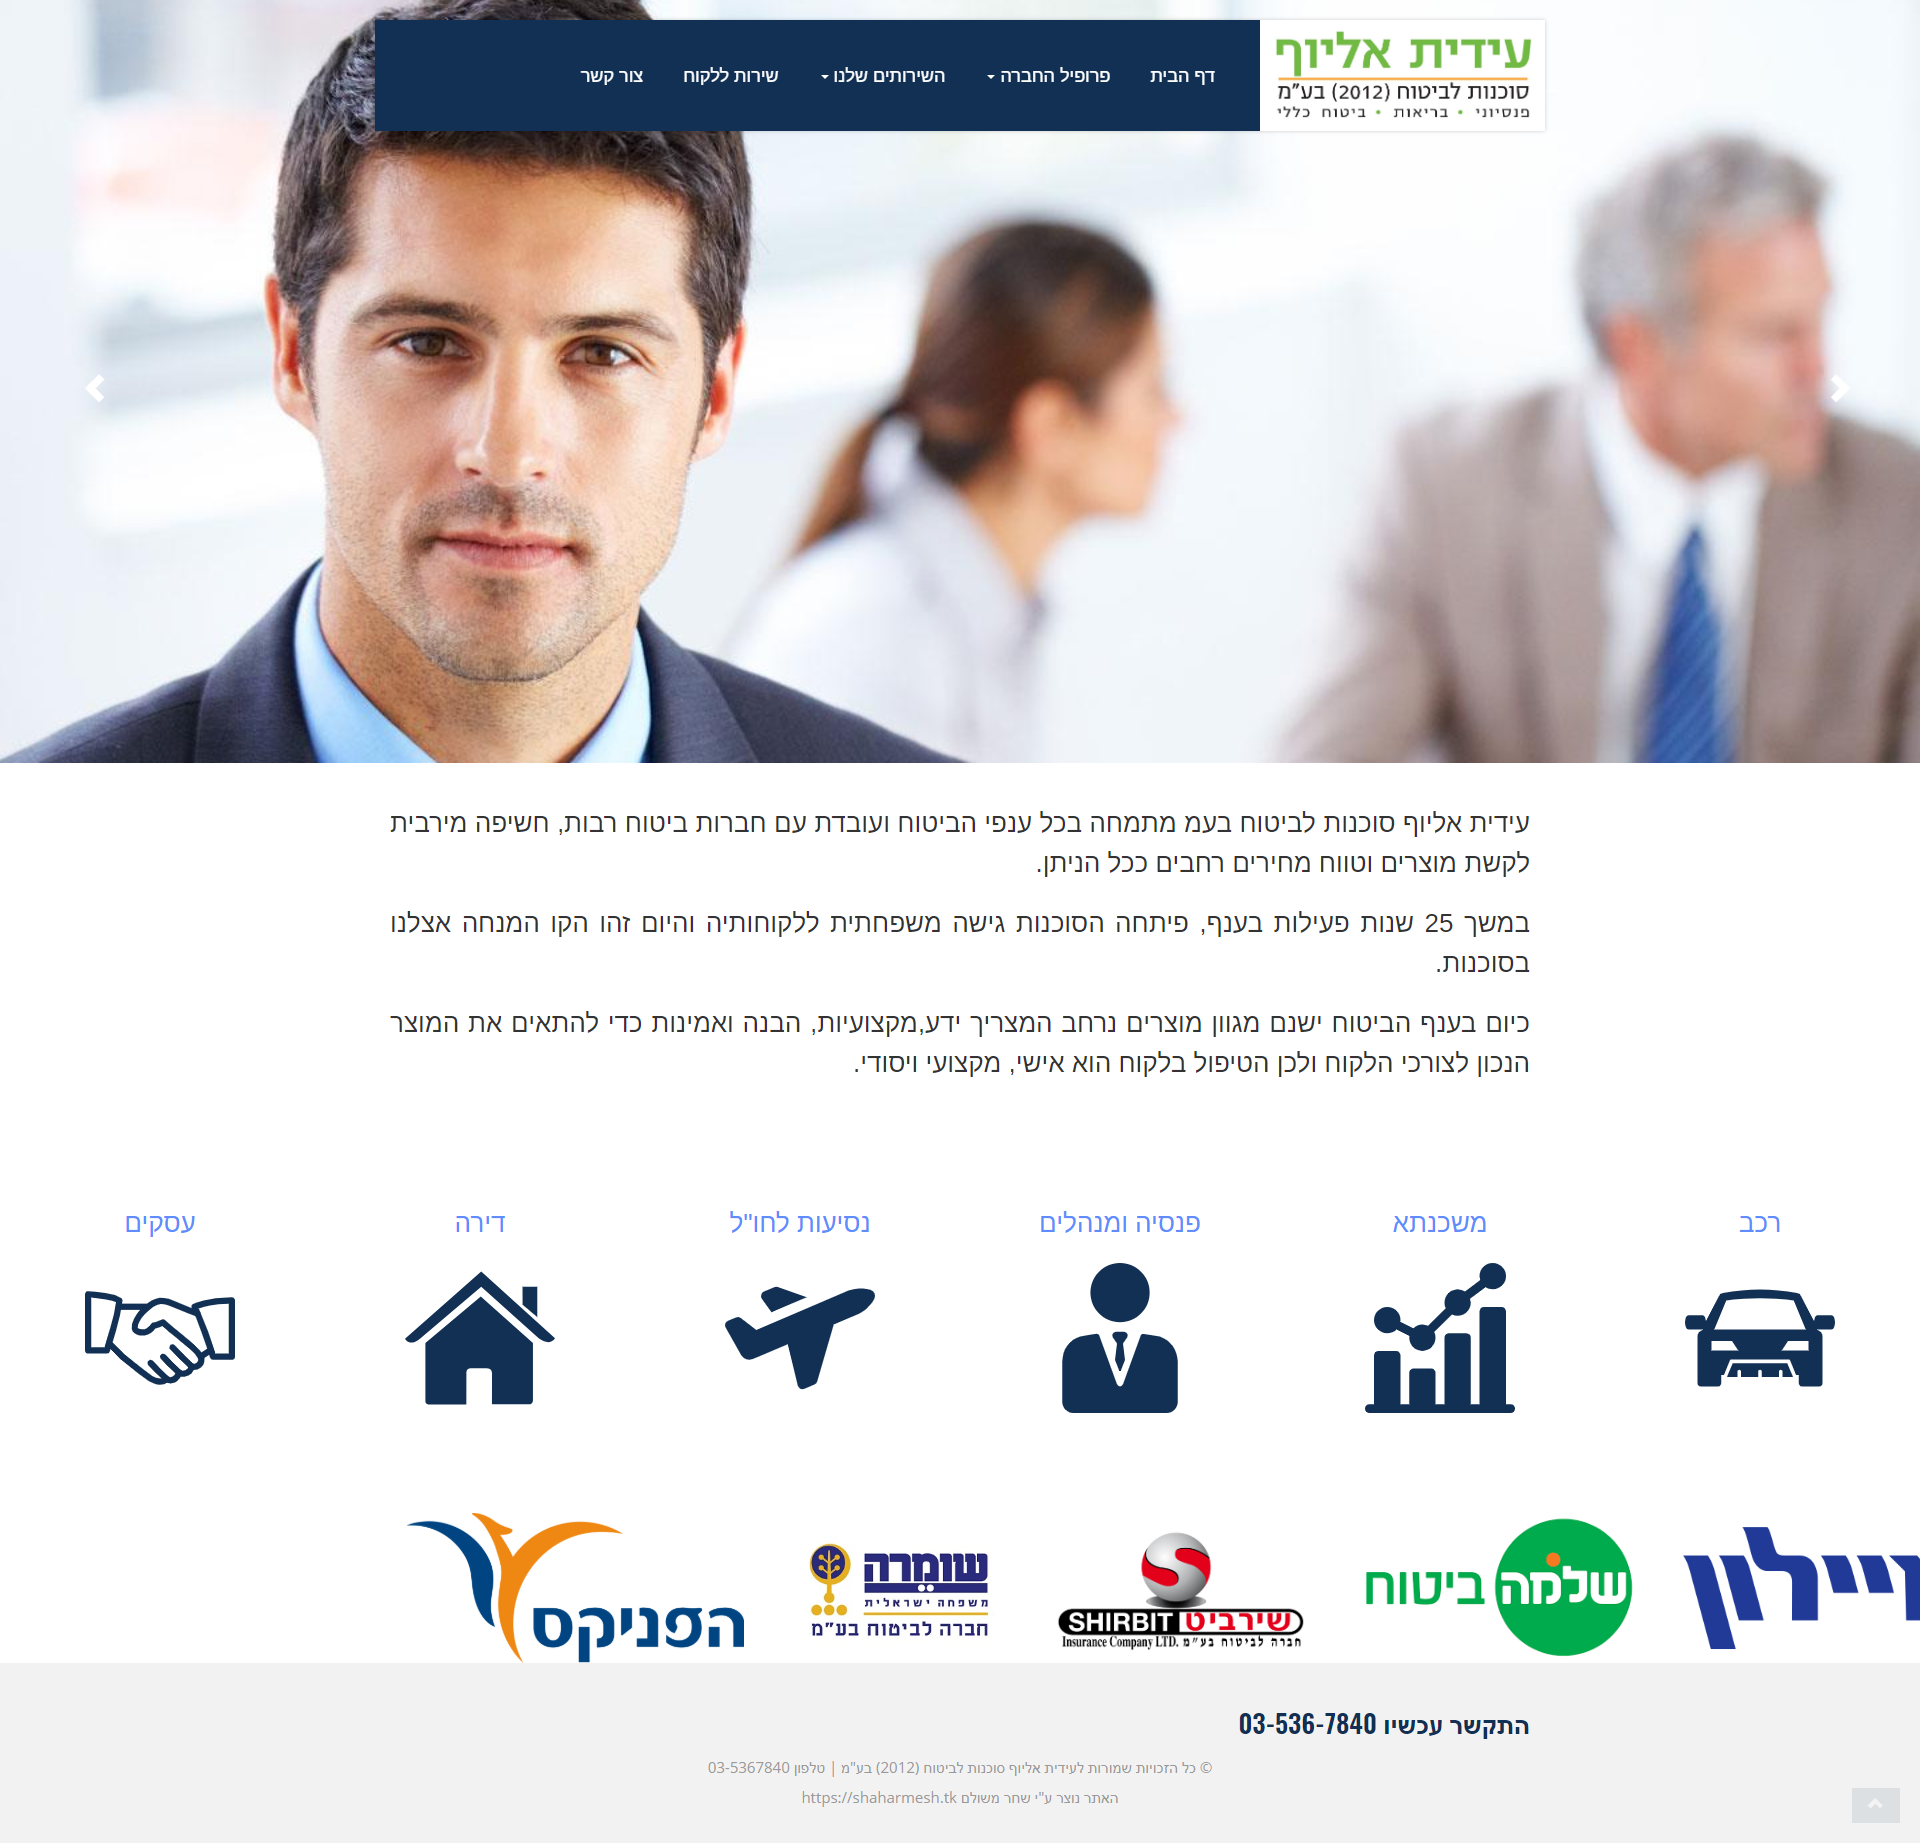 עידית אליוף
סוכנות לביטוח (2012) בע"מ
פנסיוני • בריאות • ביטוח כללי
דף הבית
פרופיל החברה
השירותים שלנו
שירות ללקוח
צור קשר
עידית אליוף סוכנות לביטוח בעמ מתמחה בכל ענפי הביטוח ועובדת עם חברות ביטוח רבות, חשיפה מירבית
לקשת מוצרים וטווח מחירים רחבים ככל הניתן.
במשך 25 שנות פעילות בענף, פיתחה הסוכנות גישה משפחתית ללקוחותיה והיום זהו הקו המנחה אצלנו
בסוכנות.
כיום בענף הביטוח ישנם מגוון מוצרים נרחב המצריך ידע,מקצועיות, הבנה ואמינות כדי להתאים את המוצר
הנכון לצורכי הלקוח ולכן הטיפול בלקוח הוא אישי, מקצועי ויסודי.
רכב
משכנתא
פנסיה ומנהלים
נסיעות לחו"ל
דירה
עסקים
ויילון
שלמה ביטוח
שירביט SHIRBIT
חברה לביטוח בע"מ Insurance Company LTD.
שומרה
משפחה ישראלית
חברה לביטוח בע"מ
הפניקס
התקשר עכשיו 03-536-7840
© כל הזכויות שמורות לעידית אליוף סוכנות לביטוח (2012) בע"מ | טלפון 03-5367840
האתר נוצר ע"י שחר משולם https://shaharmesh.tk